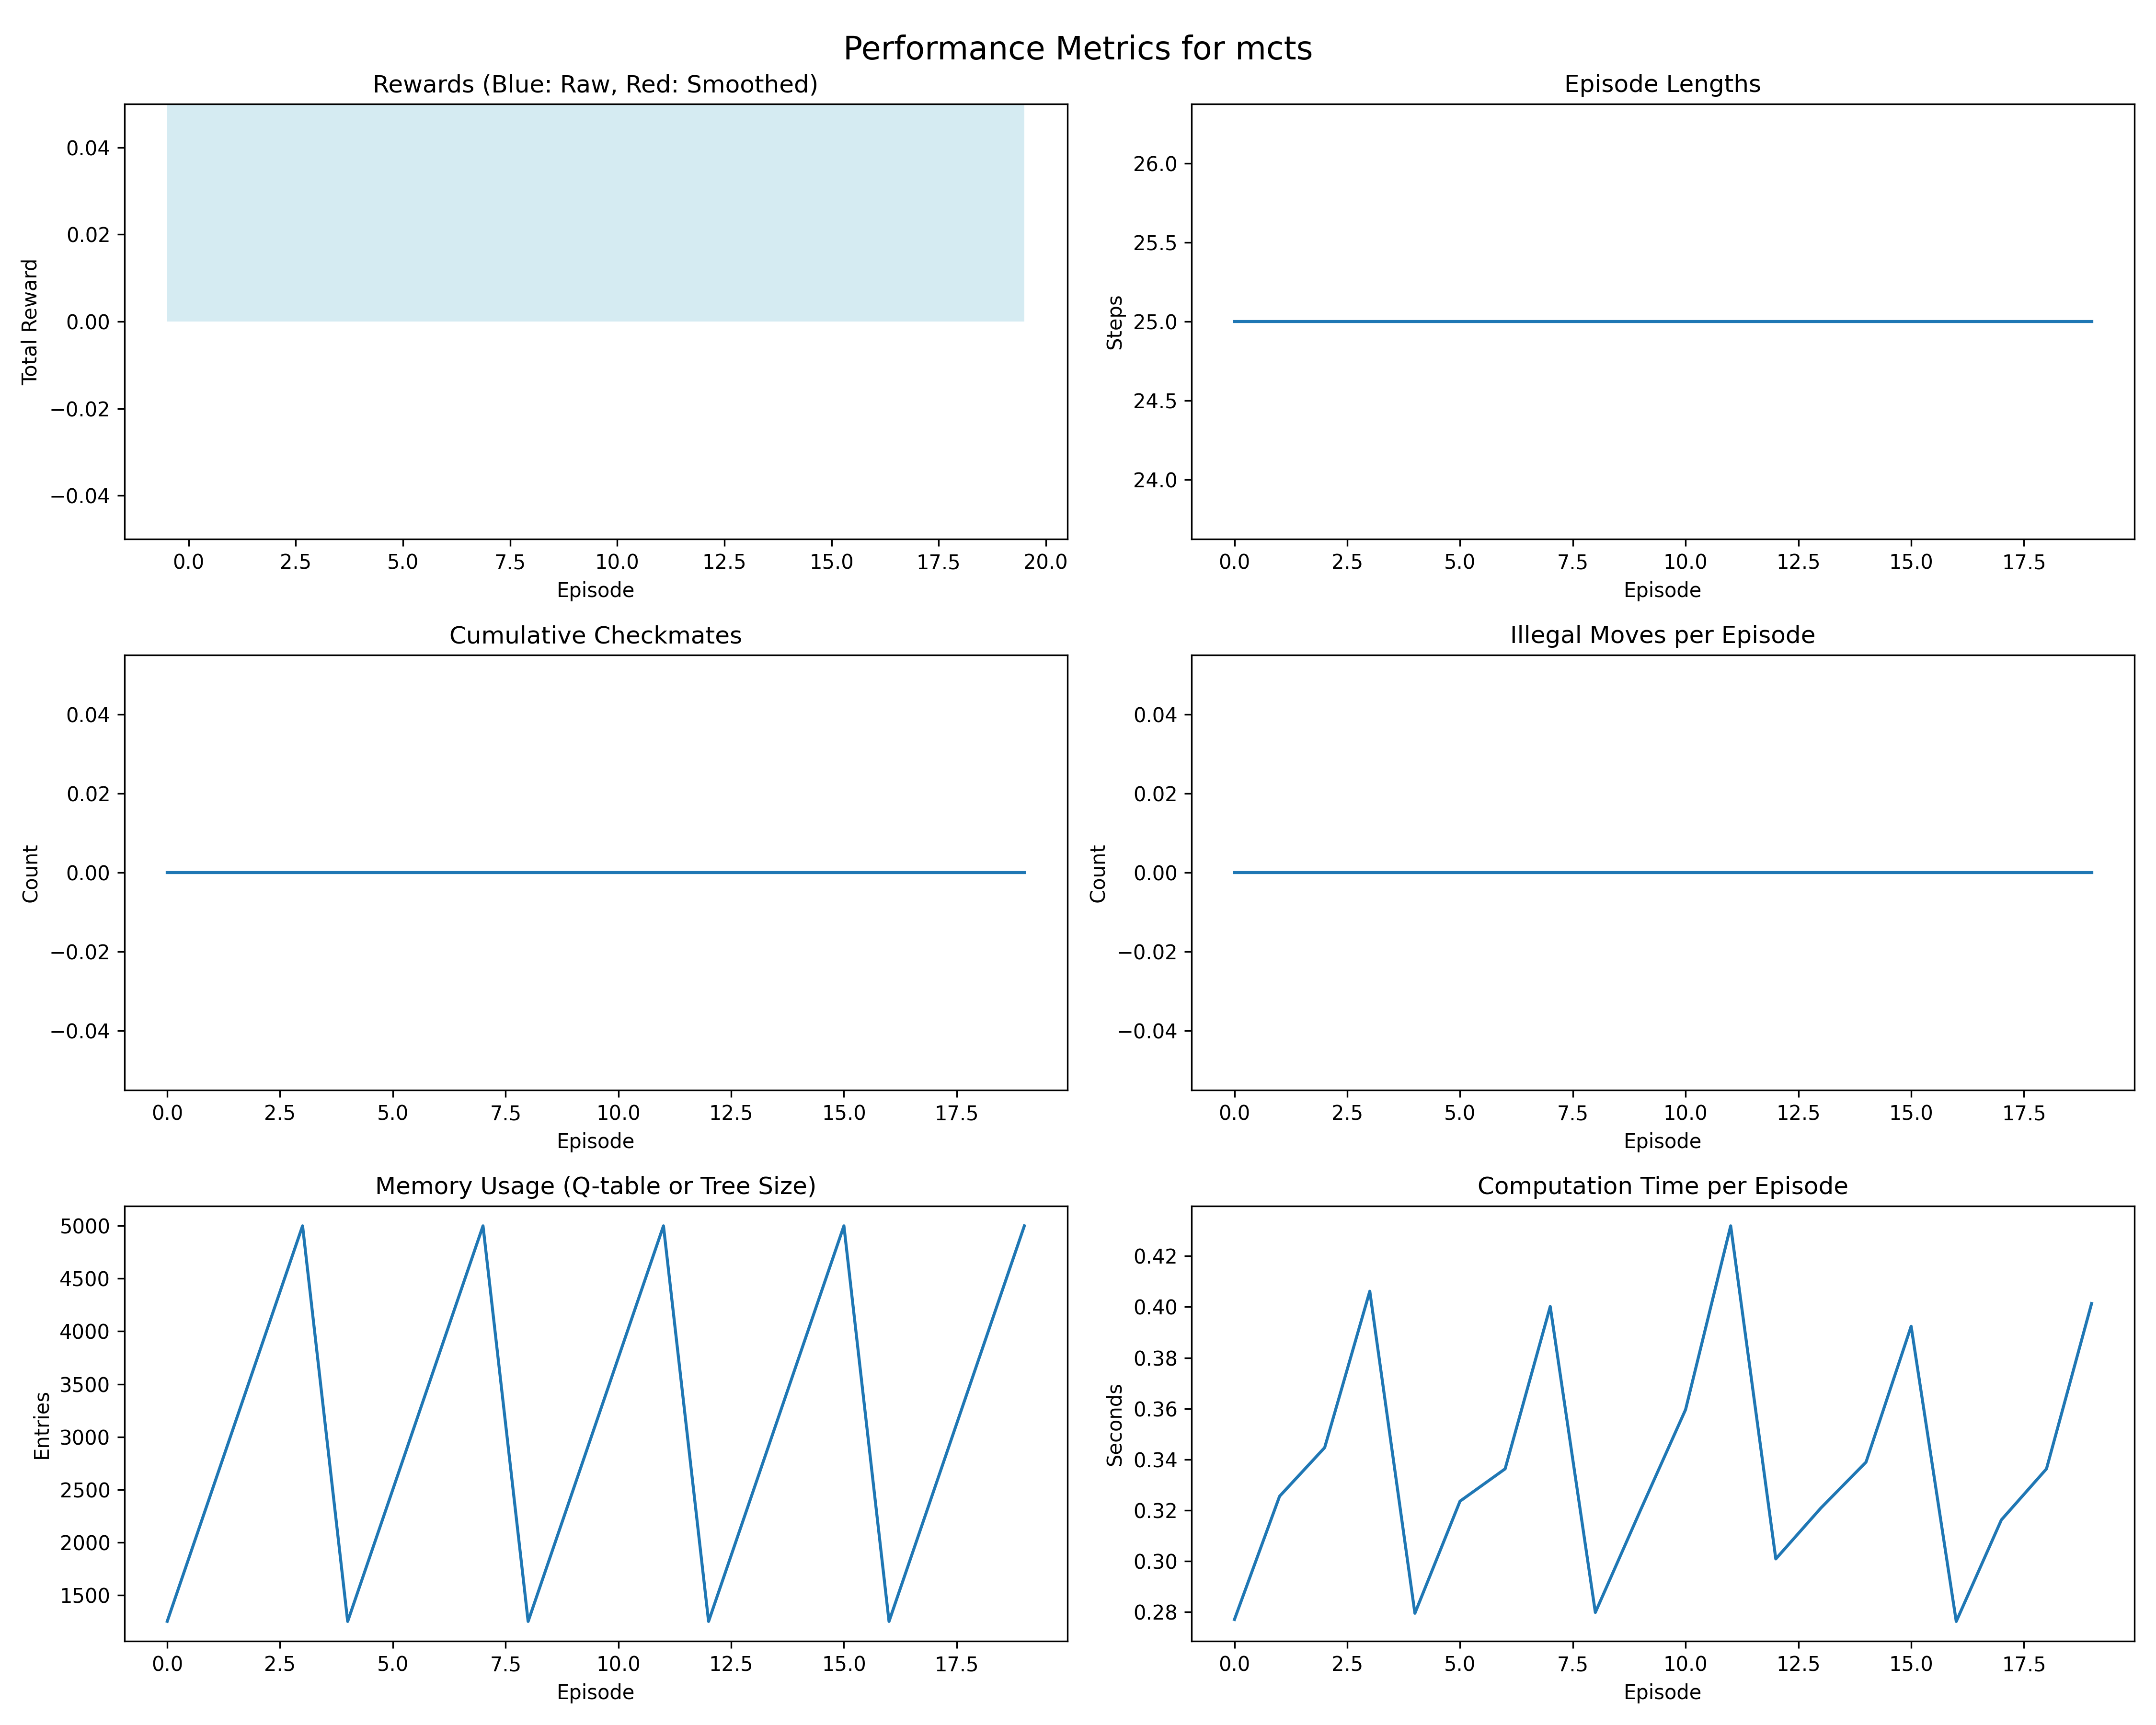 Performance Metrics for mcts
Rewards (Blue: Raw, Red: Smoothed)
Total Reward
0.04
0.02
0.00
−0.02
−0.04
0.0 2.5 5.0 7.5 10.0 12.5 15.0 17.5 20.0
Episode
Episode Lengths
Steps
26.0
25.5
25.0
24.5
24.0
0.0 2.5 5.0 7.5 10.0 12.5 15.0 17.5
Episode
Cumulative Checkmates
Count
0.04
0.02
0.00
−0.02
−0.04
0.0 2.5 5.0 7.5 10.0 12.5 15.0 17.5
Episode
Illegal Moves per Episode
Count
0.04
0.02
0.00
−0.02
−0.04
0.0 2.5 5.0 7.5 10.0 12.5 15.0 17.5
Episode
Memory Usage (Q-table or Tree Size)
Entries
5000
4500
4000
3500
3000
2500
2000
1500
0.0 2.5 5.0 7.5 10.0 12.5 15.0 17.5
Episode
Computation Time per Episode
Seconds
0.42
0.40
0.38
0.36
0.34
0.32
0.30
0.28
0.0 2.5 5.0 7.5 10.0 12.5 15.0 17.5
Episode